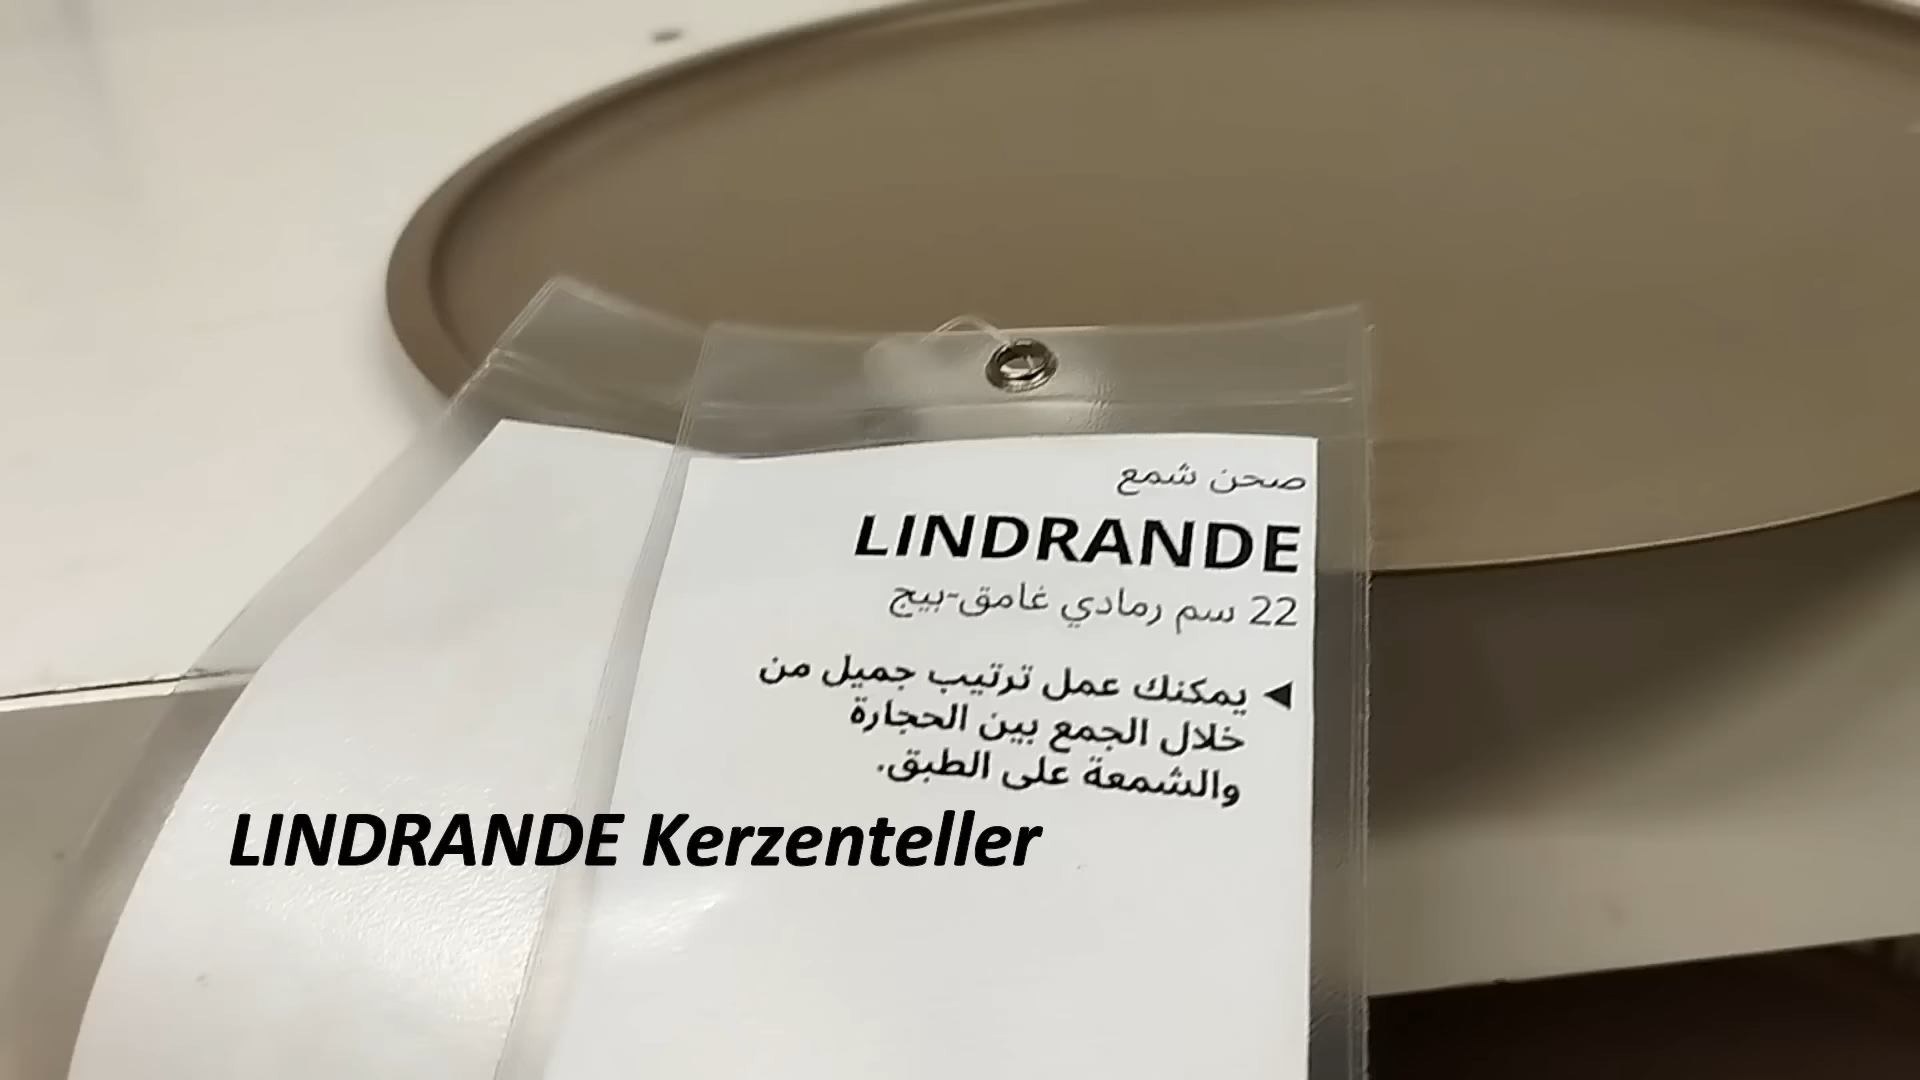 صحن شمع
LINDRANDE
22 سم رمادي غامق-بيج
◄ يمكنك عمل ترتيب جميل من
خلال الجمع بين الحجارة
والشمعة على الطبق.
LINDRANDE Kerzenteller